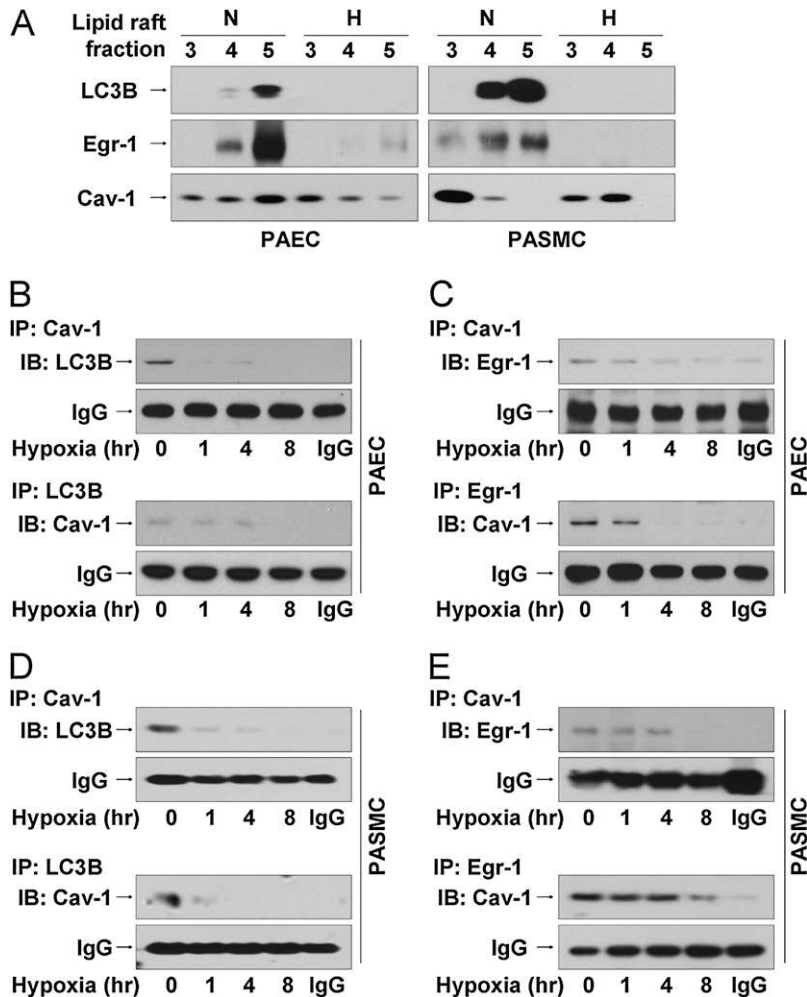 A
Lipid raft fraction
N H N H
3 4 5 3 4 5 3 4 5 3 4 5
LC3B
Egr-1
Cav-1
PAEC PASMC
B
IP: Cav-1
IB: LC3B
IgG
Hypoxia (hr) 0 1 4 8 IgG
IP: LC3B
IB: Cav-1
IgG
Hypoxia (hr) 0 1 4 8 IgG
PAEC
C
IP: Cav-1
IB: Egr-1
IgG
Hypoxia (hr) 0 1 4 8 IgG
IP: Egr-1
IB: Cav-1
IgG
Hypoxia (hr) 0 1 4 8 IgG
PAEC
D
IP: Cav-1
IB: LC3B
IgG
Hypoxia (hr) 0 1 4 8 IgG
IP: LC3B
IB: Cav-1
IgG
Hypoxia (hr) 0 1 4 8 IgG
PASMC
E
IP: Cav-1
IB: Egr-1
IgG
Hypoxia (hr) 0 1 4 8 IgG
IP: Egr-1
IB: Cav-1
IgG
Hypoxia (hr) 0 1 4 8 IgG
PASMC